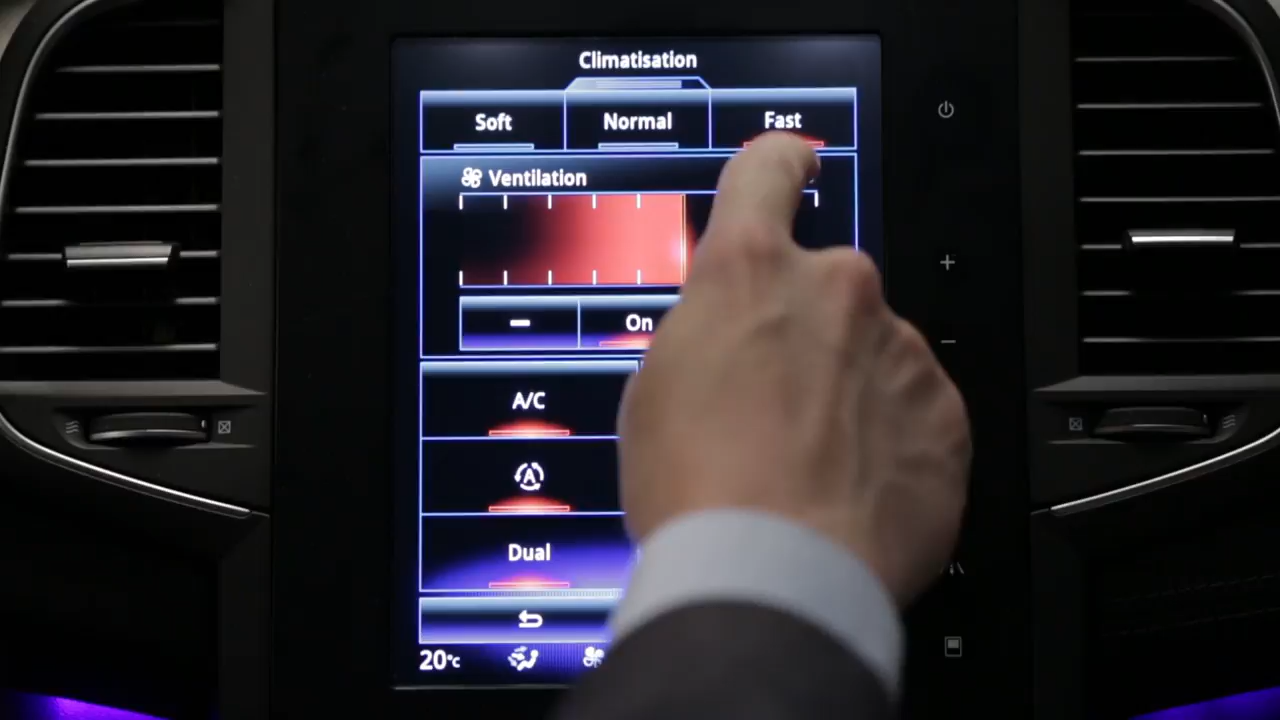 Climatisation
Soft Normal Fast
Ventilation
On
A/C
A
Dual
20°C